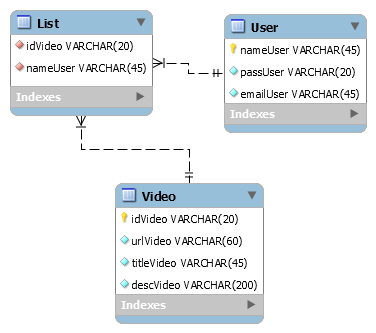 List
idVideo VARCHAR(20)
nameUser VARCHAR(45)
Indexes
User
nameUser VARCHAR(45)
passUser VARCHAR(20)
emailUser VARCHAR(45)
Indexes
Video
idVideo VARCHAR(20)
urlVideo VARCHAR(60)
titleVideo VARCHAR(45)
descVideo VARCHAR(200)
Indexes